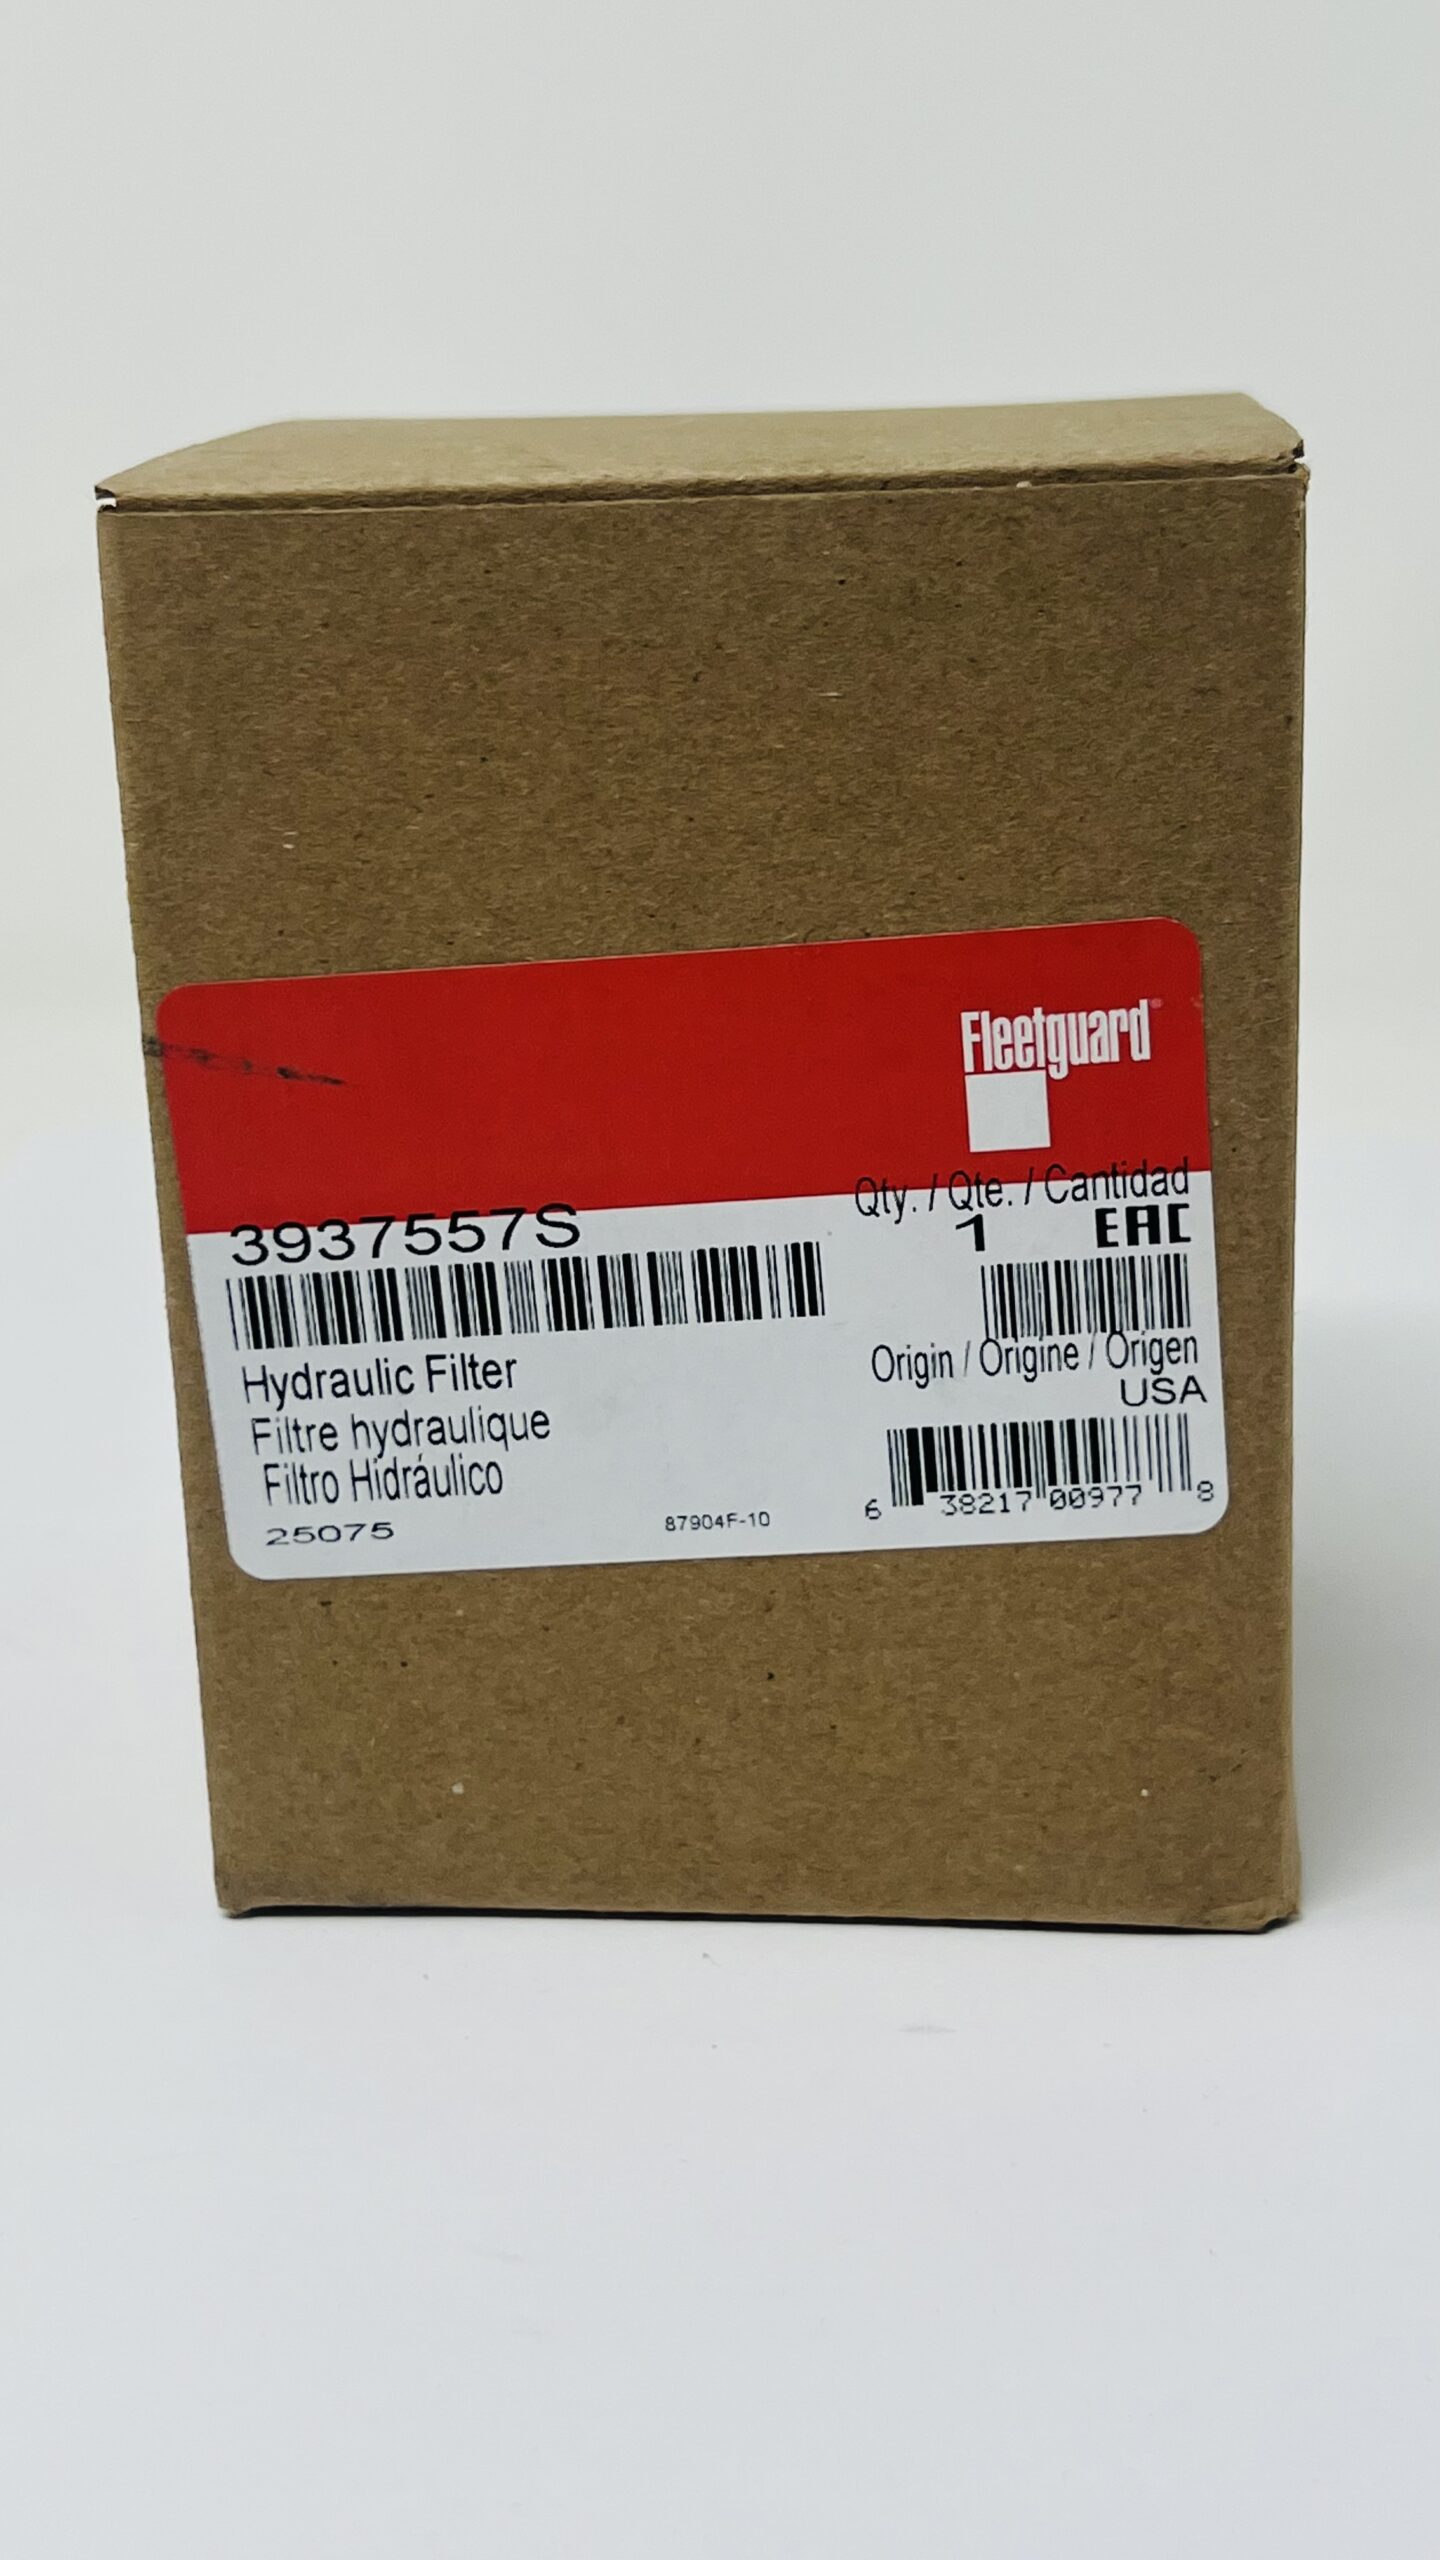 Fleetguard®
3937557S
Qty. / Qte. / Cantidad
1
EAC
Hydraulic Filter
Filtre hydraulique
Filtro Hidráulico
Origin / Origine / Origen
USA
25075
87904F-10
6 38217 00977 8